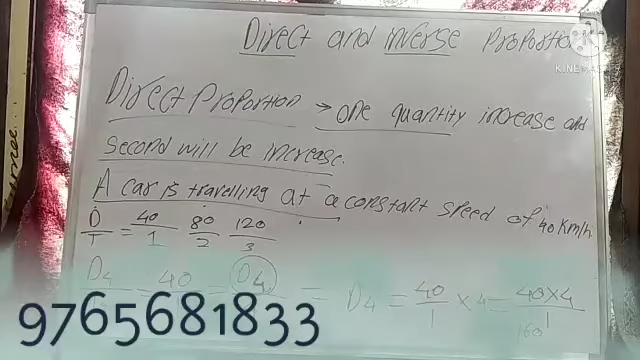 Direct and inverse Proportion
KINEMASTER
Direct Proportion → one quantity increase and
second will be increase.
A car is travelling at a constant speed of 40 km/h
D/T = 40/1 80/2 120/3
D4 = 40 = D4 = D4 = 40/1 × 4 = 40×4/1
160
9765681833